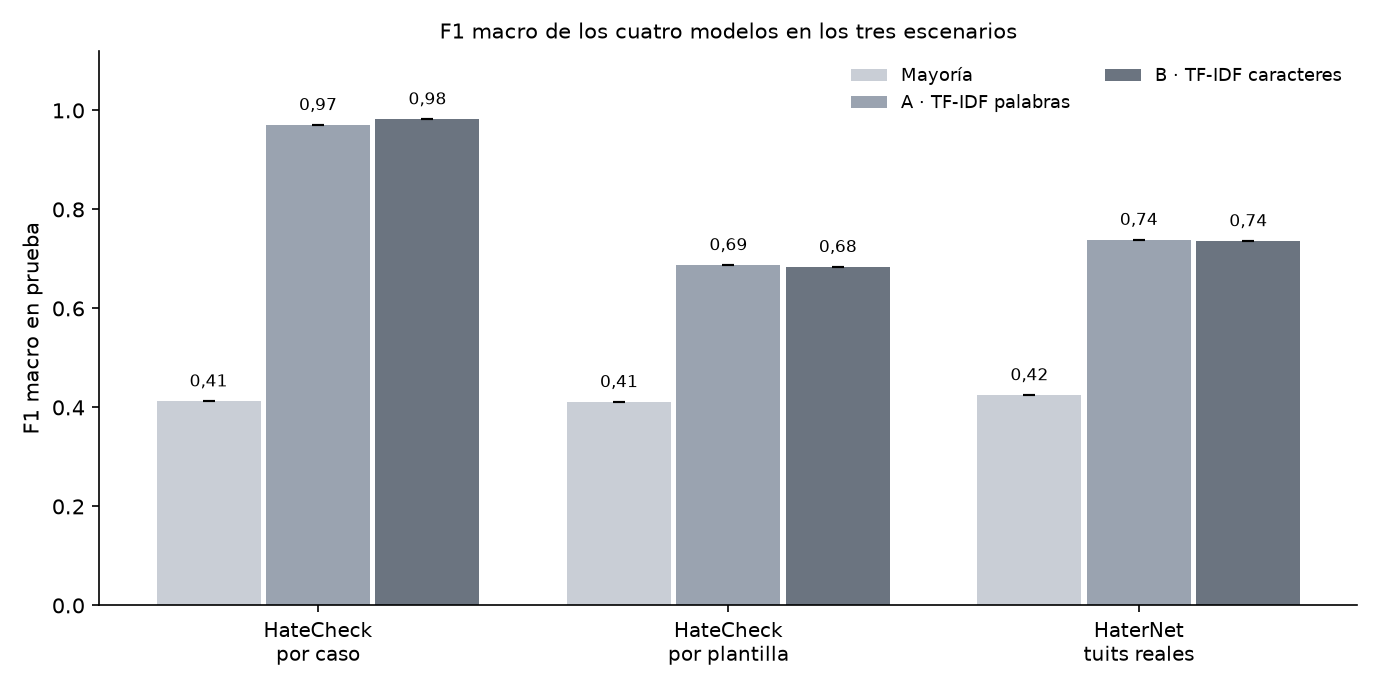 F1 macro de los cuatro modelos en los tres escenarios
Mayoría
A · TF-IDF palabras
B · TF-IDF caracteres
F1 macro en prueba
1.0
0.8
0.6
0.4
0.2
0.0
0,41
0,97
0,98
0,41
0,69
0,68
0,42
0,74
0,74
HateCheck
por caso
HateCheck
por plantilla
HaterNet
tuits reales